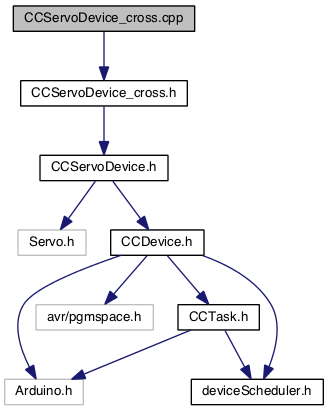 CCServoDevice_cross.cpp
CCServoDevice_cross.h
CCServoDevice.h
Servo.h
CCDevice.h
avr/pgmspace.h
CCTask.h
Arduino.h
deviceScheduler.h